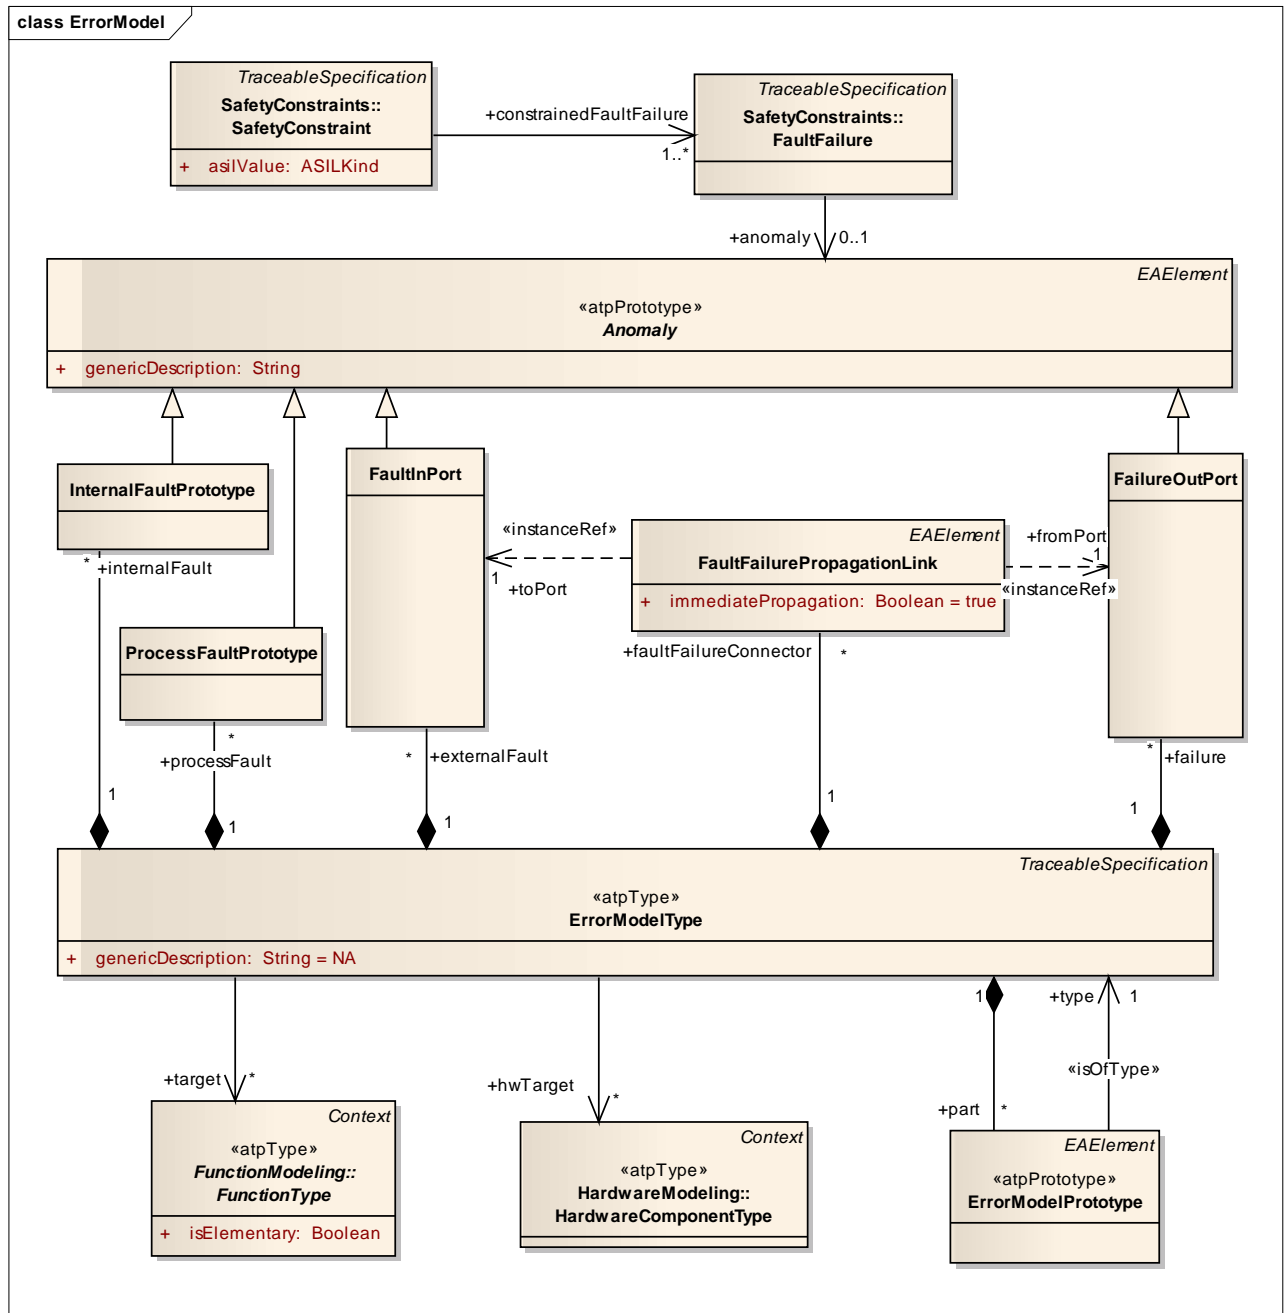 class ErrorModel
TraceableSpecification
SafetyConstraints::
SafetyConstraint
+ asilValue: ASILKind
+constrainedFaultFailure
1..*
TraceableSpecification
SafetyConstraints::
FaultFailure
+anomaly
0..1
EAElement
«atpPrototype»
Anomaly
+ genericDescription: String
InternalFaultPrototype
*
+internalFault
1
ProcessFaultPrototype
*
+processFault
1
FaultInPort
*
+externalFault
1
«instanceRef»
1
+toPort
EAElement
FaultFailurePropagationLink
+ immediatePropagation: Boolean = true
+faultFailureConnector
*
1
+fromPort
1
«instanceRef»
FailureOutPort
*
+failure
1
TraceableSpecification
«atpType»
ErrorModelType
+ genericDescription: String = NA
+target
*
Context
«atpType»
FunctionModeling::
FunctionType
+ isElementary: Boolean
+hwTarget
*
Context
«atpType»
HardwareModeling::
HardwareComponentType
1
+part
*
+type
1
«isOfType»
EAElement
«atpPrototype»
ErrorModelPrototype